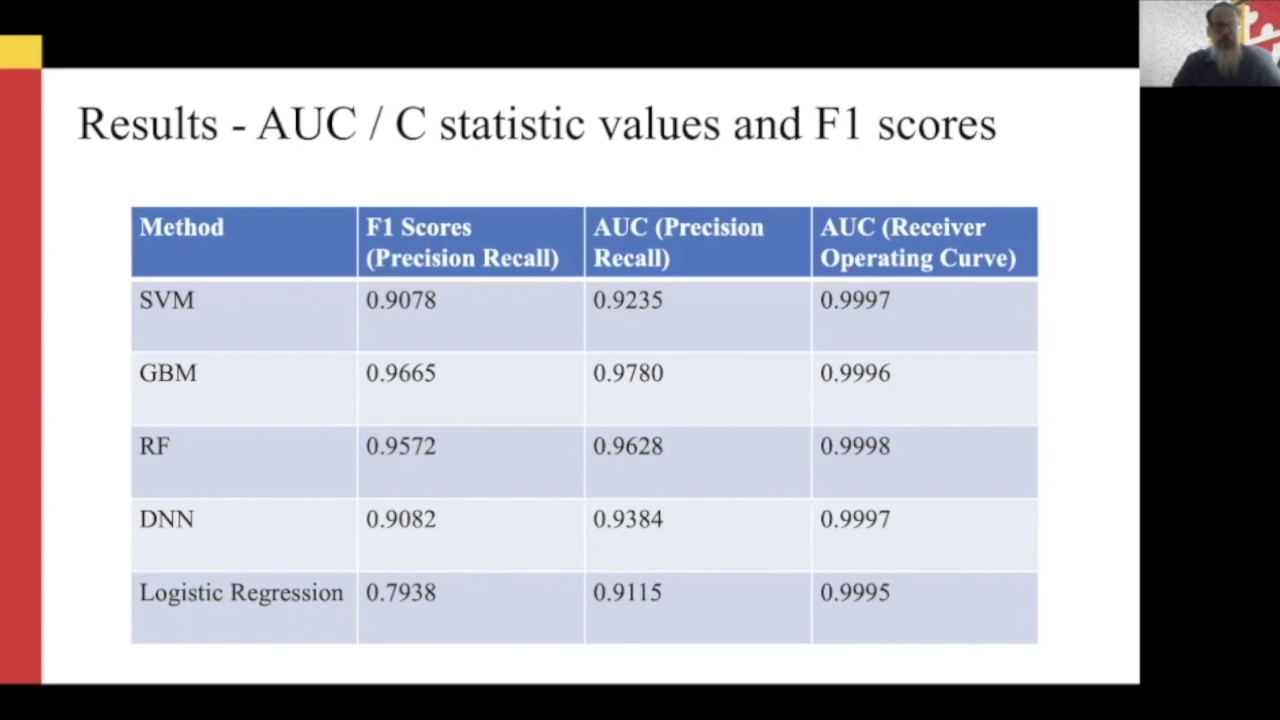 Results - AUC / C statistic values and F1 scores
Method
F1 Scores
(Precision Recall)
AUC (Precision
Recall)
AUC (Receiver
Operating Curve)
SVM 0.9078 0.9235 0.9997
GBM 0.9665 0.9780 0.9996
RF 0.9572 0.9628 0.9998
DNN 0.9082 0.9384 0.9997
Logistic Regression 0.7938 0.9115 0.9995